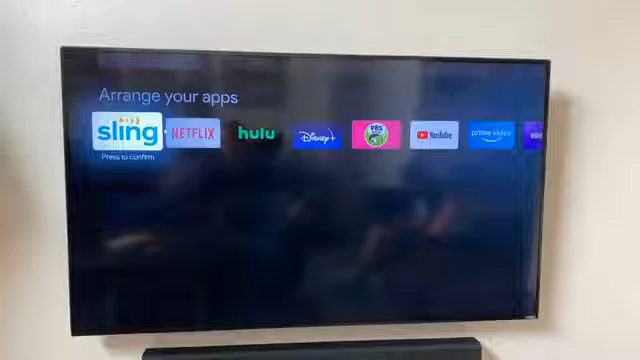 Arrange your apps
sling NETFLIX hulu Disney+ PBS KIDS YouTube prime video
Press to confirm